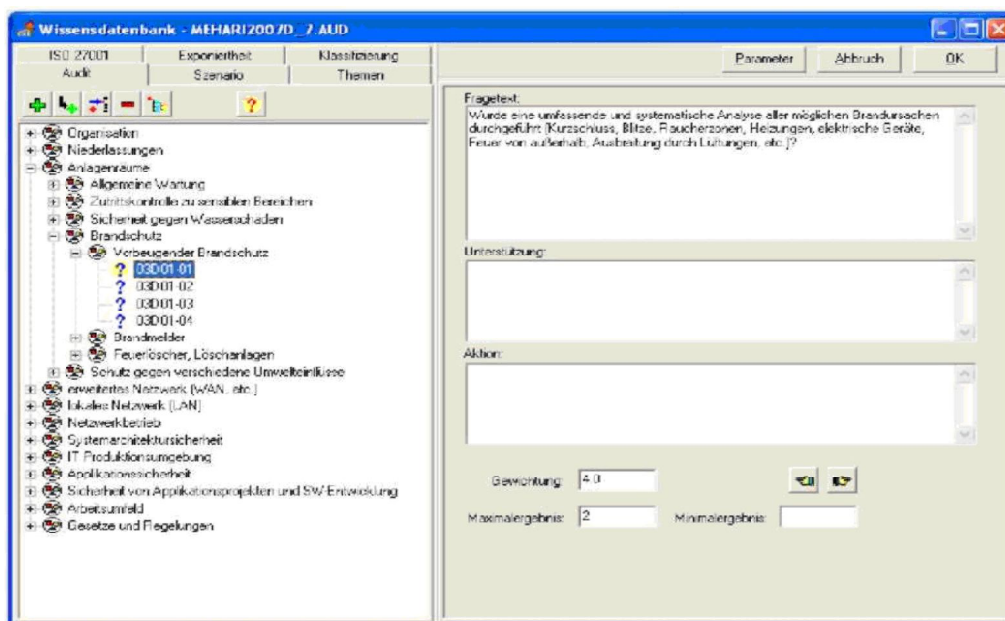 Wissensdatenbank - MEHARI2007D_7.AUD
ISO 27001 Exponiertheit Klassifizierung
Audit Szenario Themen
Parameter Abbruch OK
Organisation
Niederlassungen
Anlagenräume
Allgemeine Wartung
Zutrittskontrolle zu sensiblen Bereichen
Sicherheit gegen Wasserschäden
Brandschutz
Vorbeugender Brandschutz
03D01-01
03D01-02
03D01-03
03D01-04
Brandmelder
Feuerlöscher, Löschanlagen
Schutz gegen verschiedene Umwelteinflüsse
erweitertes Netzwerk (WAN, etc.)
lokales Netzwerk (LAN)
Netzwerkbetrieb
Systemarchitektursicherheit
IT Produktionsumgebung
Applikationssicherheit
Sicherheit von Applikationsprojekten und SW-Entwicklung
Arbeitsumfeld
Gesetze und Regelungen
Fragetext:
Wurde eine umfassende und systematische Analyse aller möglichen Brandursachen
durchgeführt (Kurzschluss, Blitze, Raucherzonen, Heizungen, elektrische Geräte,
Feuer von außerhalb, Ausbreitung durch Lüftungen, etc.)?
Unterstützung:
Aktion:
Gewichtung: 4.0
Maximalergebnis: 2 Minimalergebnis: